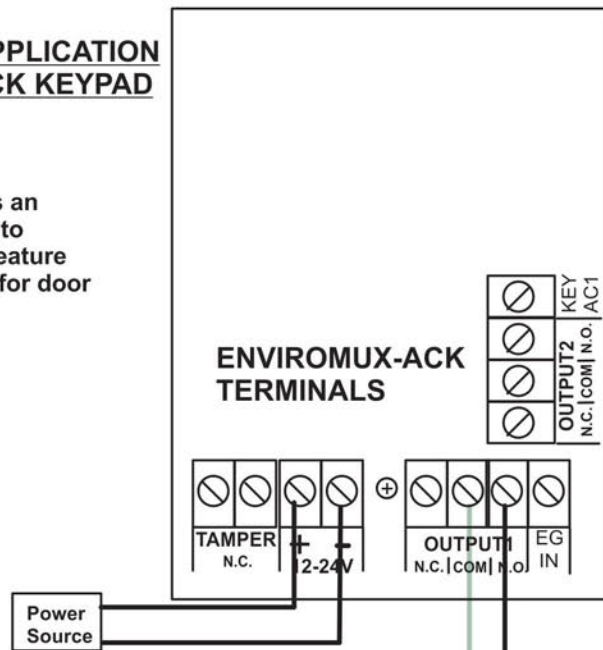 PPLICATION
CK KEYPAD
s an
to
eature
for door
ENVIROMUX-ACK
TERMINALS
KEY
AC1
OUTPUT2
N.C.|COM| N.O.
TAMPER
N.C.
+ -
12-24V
OUTPUT1
N.C.|COM| N.O.
EG
IN
Power
Source